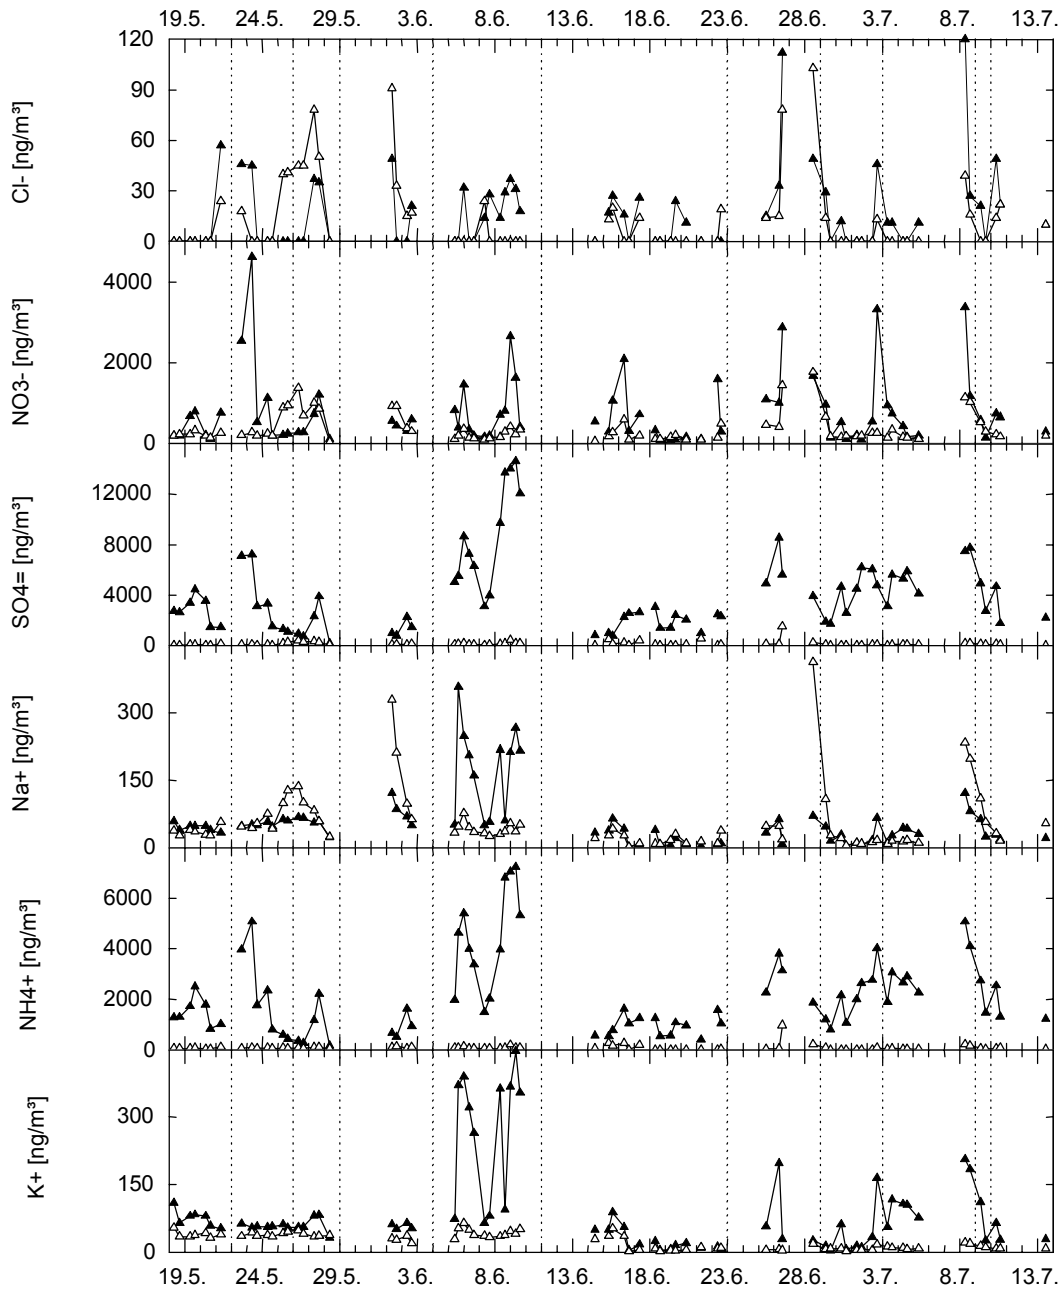 19.5. 24.5. 29.5. 3.6. 8.6. 13.6. 18.6. 23.6. 28.6. 3.7. 8.7. 13.7.
120
90
60
30
0
Cl- [ng/m³]
4000
2000
0
NO3- [ng/m³]
12000
8000
4000
0
SO4= [ng/m³]
300
150
0
Na+ [ng/m³]
6000
4000
2000
0
NH4+ [ng/m³]
300
150
0
K+ [ng/m³]
19.5. 24.5. 29.5. 3.6. 8.6. 13.6. 18.6. 23.6. 28.6. 3.7. 8.7. 13.7.